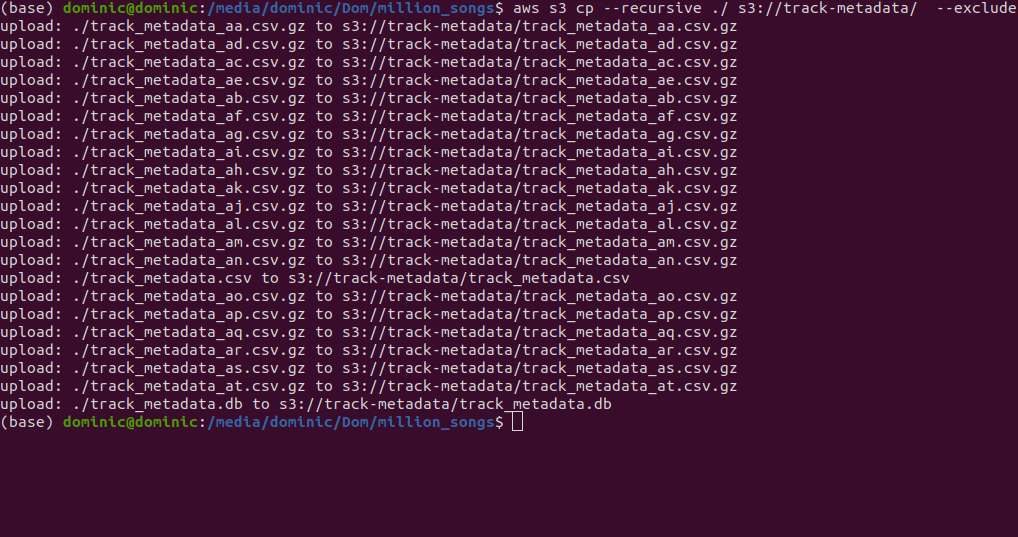 (base) dominic@dominic:/media/dominic/Dom/million_songs$ aws s3 cp --recursive ./ s3://track-metadata/  --exclude
upload: ./track_metadata_aa.csv.gz to s3://track-metadata/track_metadata_aa.csv.gz
upload: ./track_metadata_ad.csv.gz to s3://track-metadata/track_metadata_ad.csv.gz
upload: ./track_metadata_ac.csv.gz to s3://track-metadata/track_metadata_ac.csv.gz
upload: ./track_metadata_ae.csv.gz to s3://track-metadata/track_metadata_ae.csv.gz
upload: ./track_metadata_ab.csv.gz to s3://track-metadata/track_metadata_ab.csv.gz
upload: ./track_metadata_af.csv.gz to s3://track-metadata/track_metadata_af.csv.gz
upload: ./track_metadata_ag.csv.gz to s3://track-metadata/track_metadata_ag.csv.gz
upload: ./track_metadata_ai.csv.gz to s3://track-metadata/track_metadata_ai.csv.gz
upload: ./track_metadata_ah.csv.gz to s3://track-metadata/track_metadata_ah.csv.gz
upload: ./track_metadata_ak.csv.gz to s3://track-metadata/track_metadata_ak.csv.gz
upload: ./track_metadata_aj.csv.gz to s3://track-metadata/track_metadata_aj.csv.gz
upload: ./track_metadata_al.csv.gz to s3://track-metadata/track_metadata_al.csv.gz
upload: ./track_metadata_am.csv.gz to s3://track-metadata/track_metadata_am.csv.gz
upload: ./track_metadata_an.csv.gz to s3://track-metadata/track_metadata_an.csv.gz
upload: ./track_metadata.csv to s3://track-metadata/track_metadata.csv
upload: ./track_metadata_ao.csv.gz to s3://track-metadata/track_metadata_ao.csv.gz
upload: ./track_metadata_ap.csv.gz to s3://track-metadata/track_metadata_ap.csv.gz
upload: ./track_metadata_aq.csv.gz to s3://track-metadata/track_metadata_aq.csv.gz
upload: ./track_metadata_ar.csv.gz to s3://track-metadata/track_metadata_ar.csv.gz
upload: ./track_metadata_as.csv.gz to s3://track-metadata/track_metadata_as.csv.gz
upload: ./track_metadata_at.csv.gz to s3://track-metadata/track_metadata_at.csv.gz
upload: ./track_metadata.db to s3://track-metadata/track_metadata.db
(base) dominic@dominic:/media/dominic/Dom/million_songs$